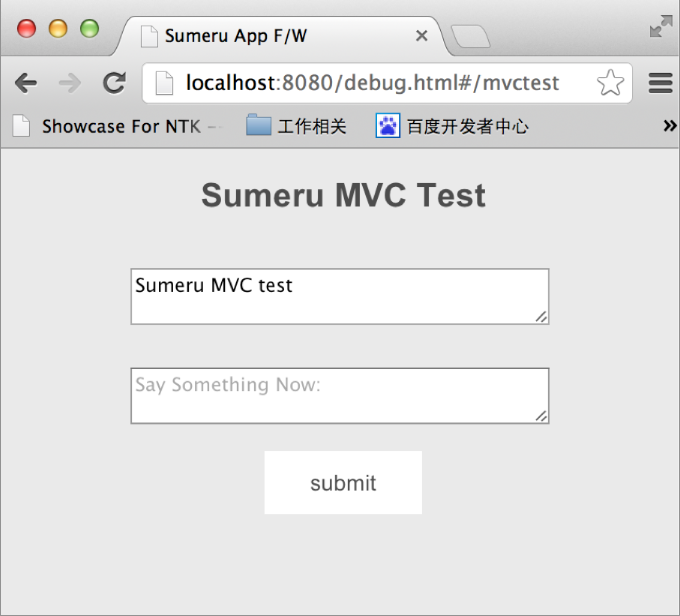 Sumeru App F/W
localhost:8080/debug.html#/mvctest
Showcase For NTK – 工作相关 百度开发者中心 »
Sumeru MVC Test
Sumeru MVC test
Say Something Now:
submit